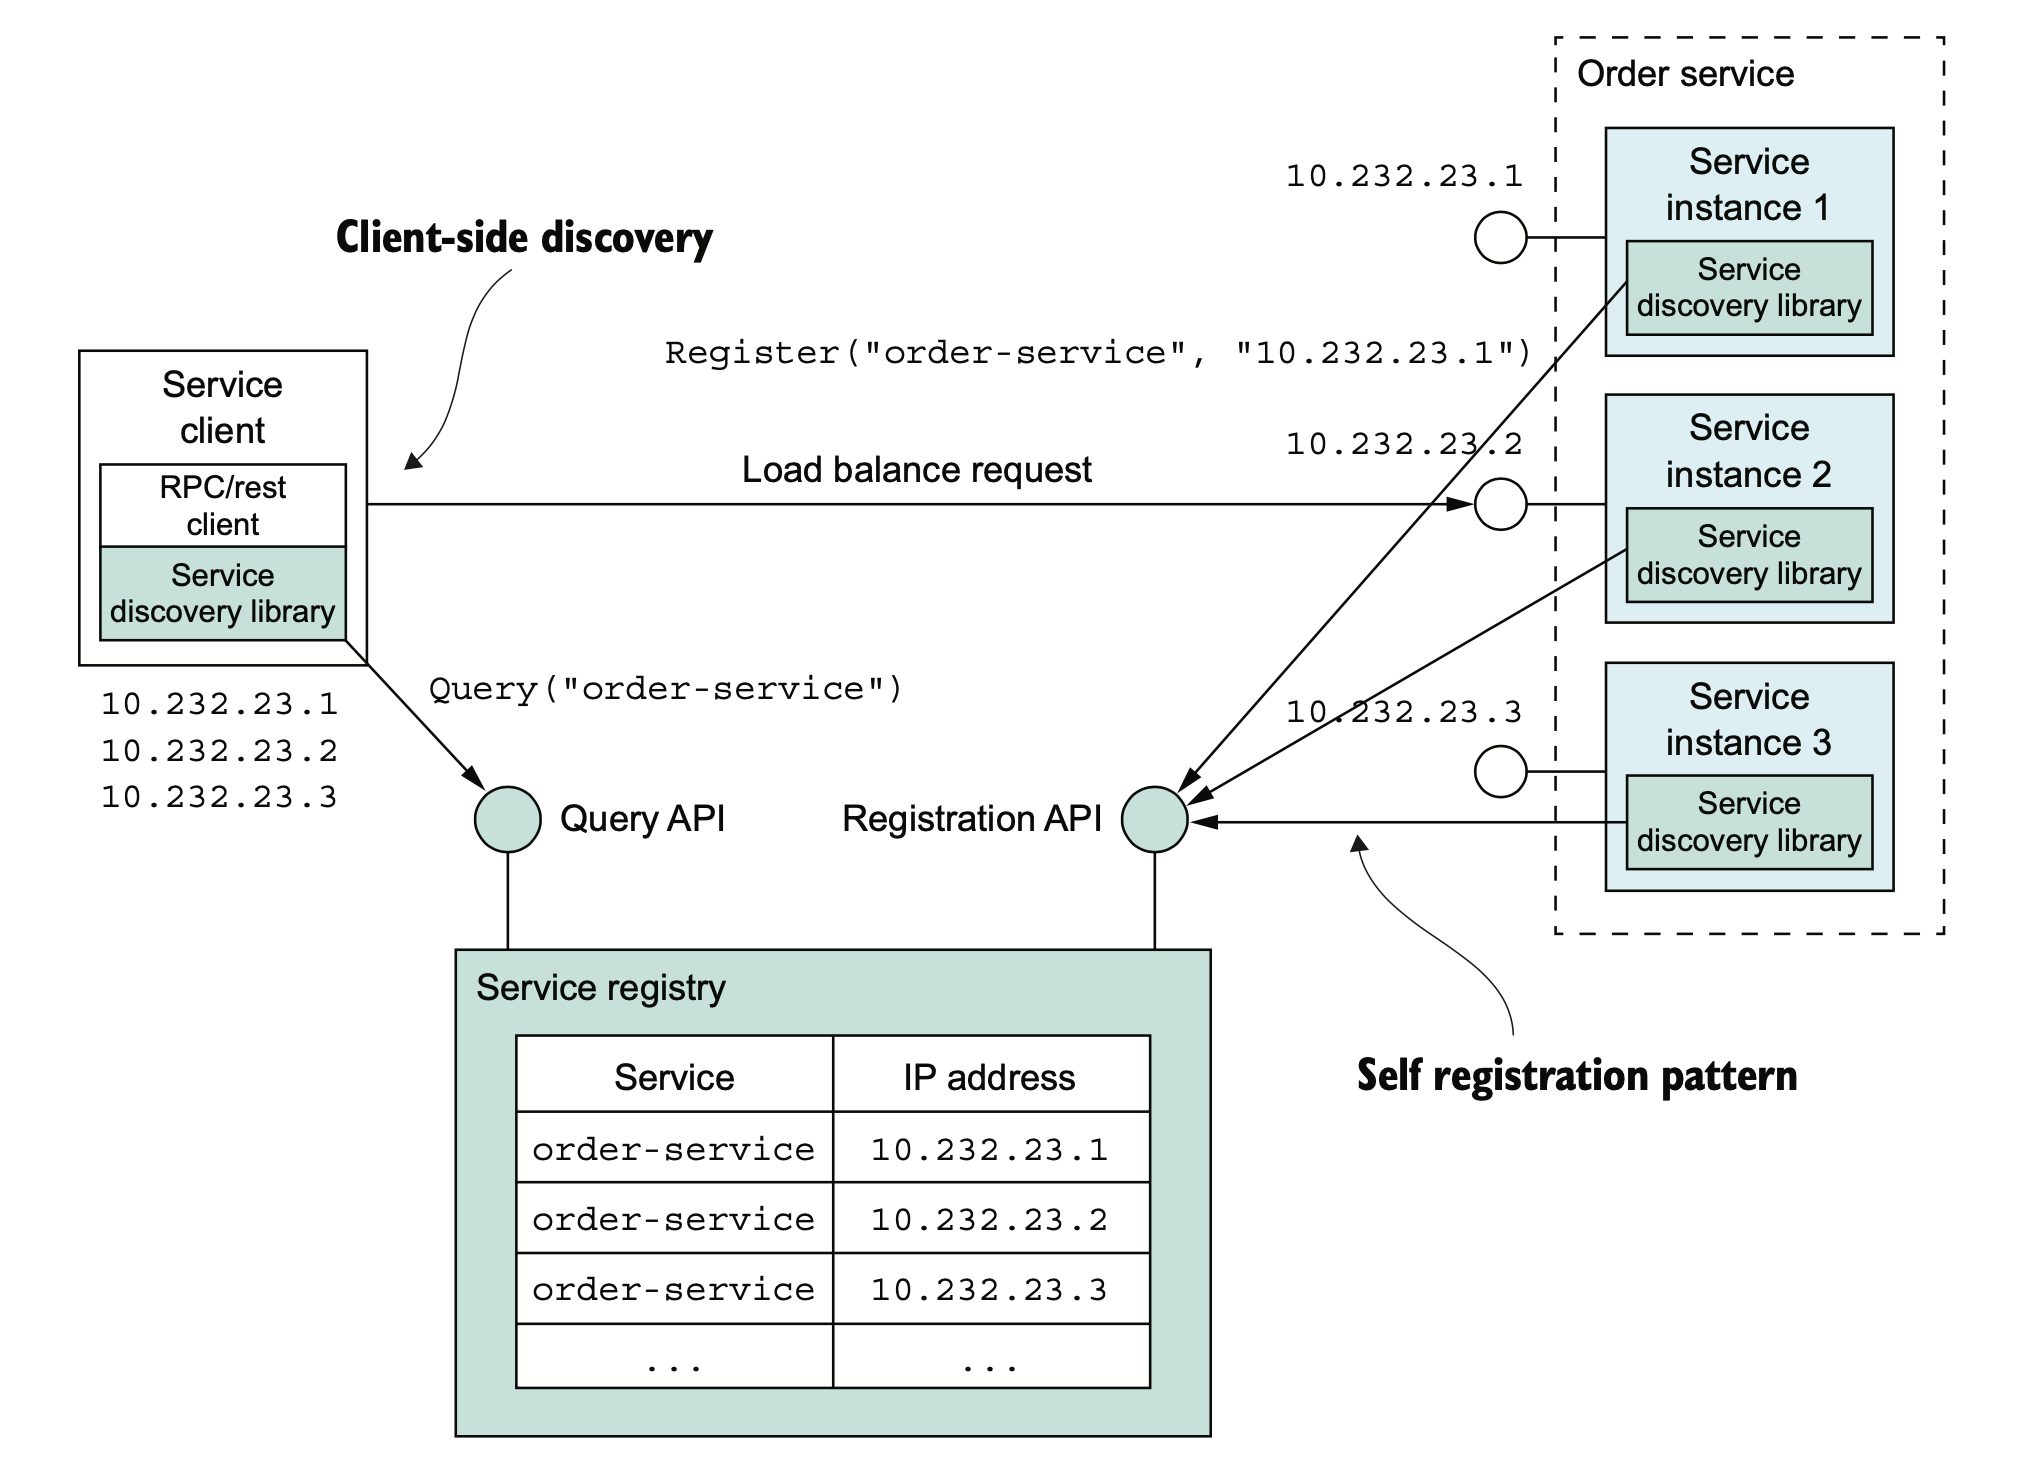 Order service
Service
instance 1
Service
discovery library
10.232.23.1
Client-side discovery
Register("order-service", "10.232.23.1")
Service
client
RPC/rest
client
Service
discovery library
10.232.23.1
10.232.23.2
10.232.23.3
Load balance request
10.232.23.2
Service
instance 2
Service
discovery library
Query("order-service")
10.232.23.3
Service
instance 3
Service
discovery library
Query API
Registration API
Self registration pattern
Service registry
Service IP address
order-service 10.232.23.1
order-service 10.232.23.2
order-service 10.232.23.3
... ...